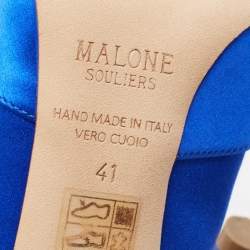 MALONE
SOULIERS
HAND MADE IN ITALY
VERO CUOIO
41